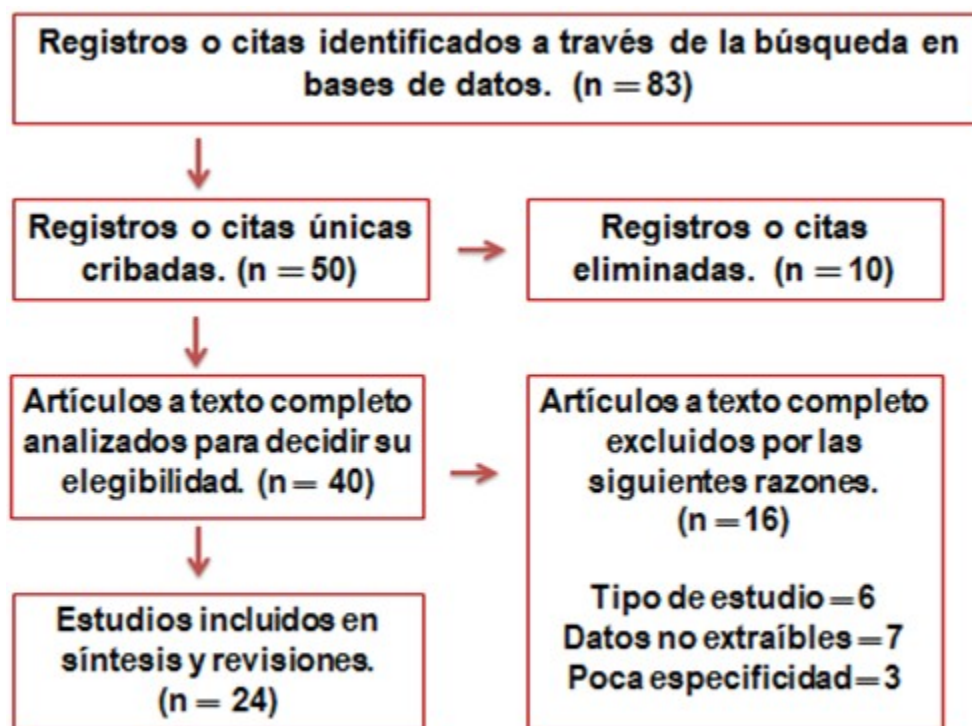 Registros o citas identificados a través de la búsqueda en
bases de datos. (n = 83)
Registros o citas únicas
cribadas. (n = 50)
Registros o citas
eliminadas. (n = 10)
Artículos a texto completo
analizados para decidir su
elegibilidad. (n = 40)
Artículos a texto completo
excluidos por las
siguientes razones.
(n = 16)
Tipo de estudio = 6
Datos no extraíbles = 7
Poca especificidad = 3
Estudios incluidos en
síntesis y revisiones.
(n = 24)